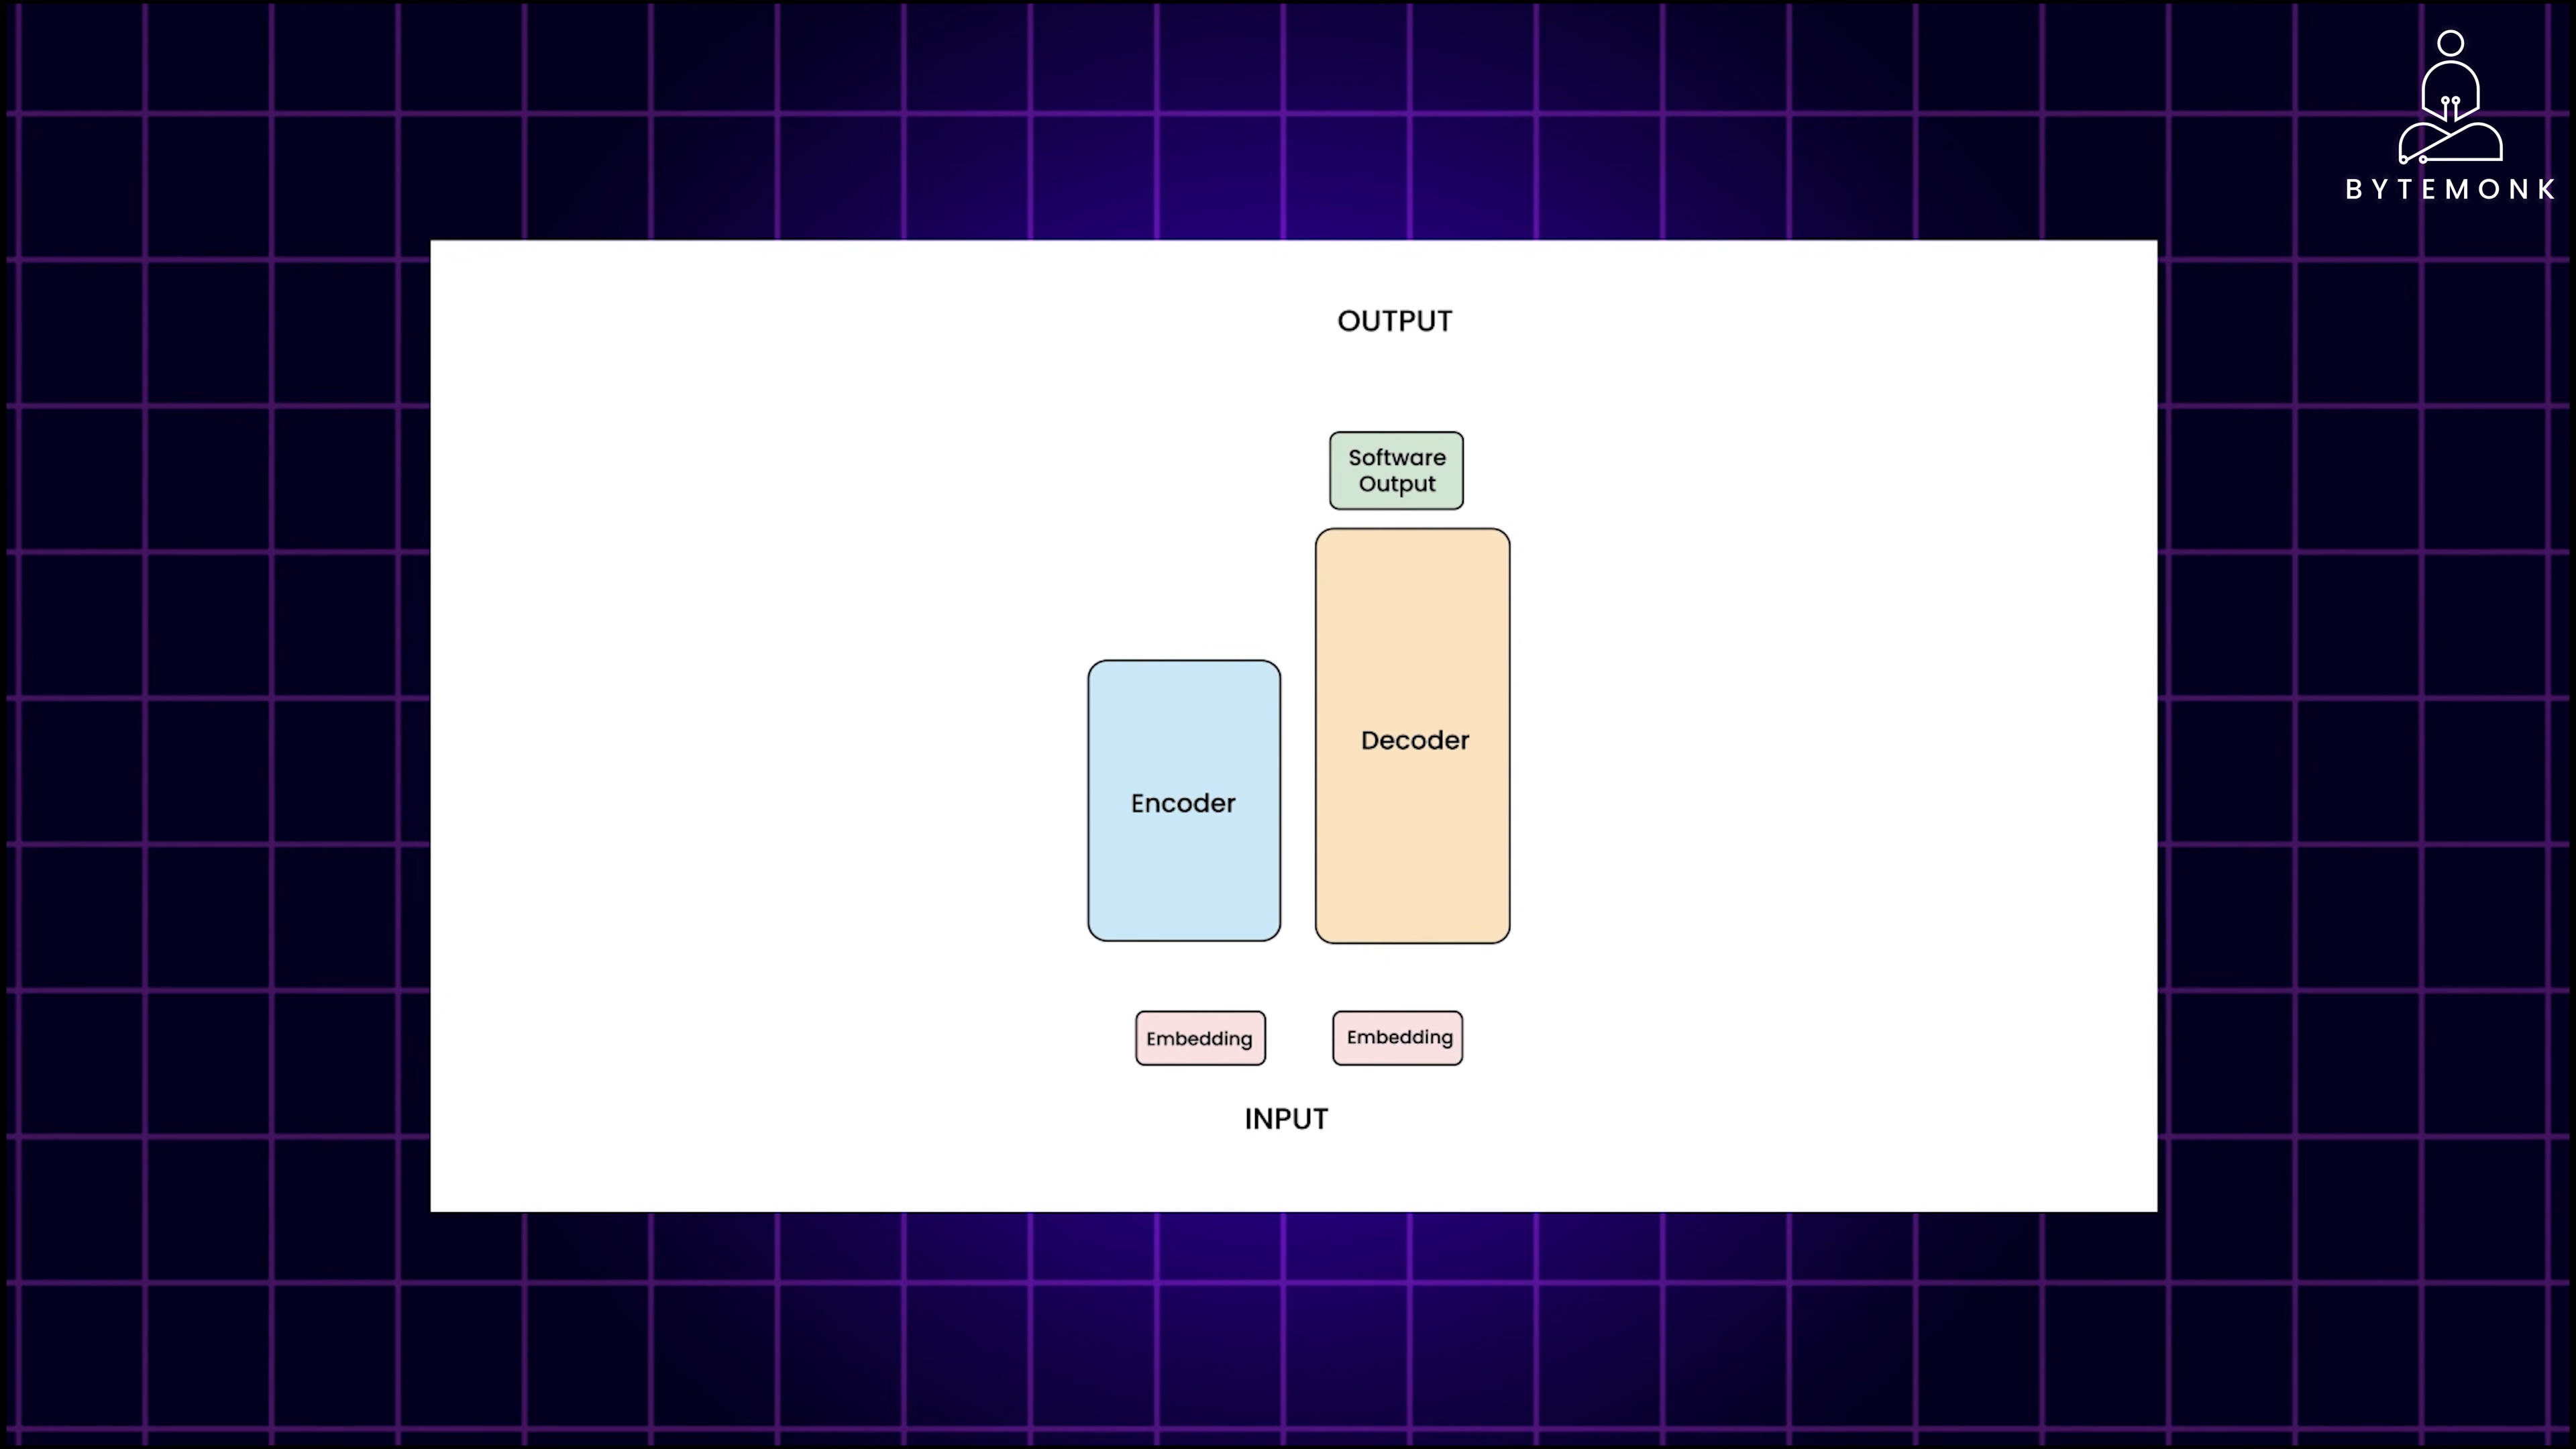 BYTEMONK
OUTPUT
Software
Output
Decoder
Encoder
Embedding
Embedding
INPUT